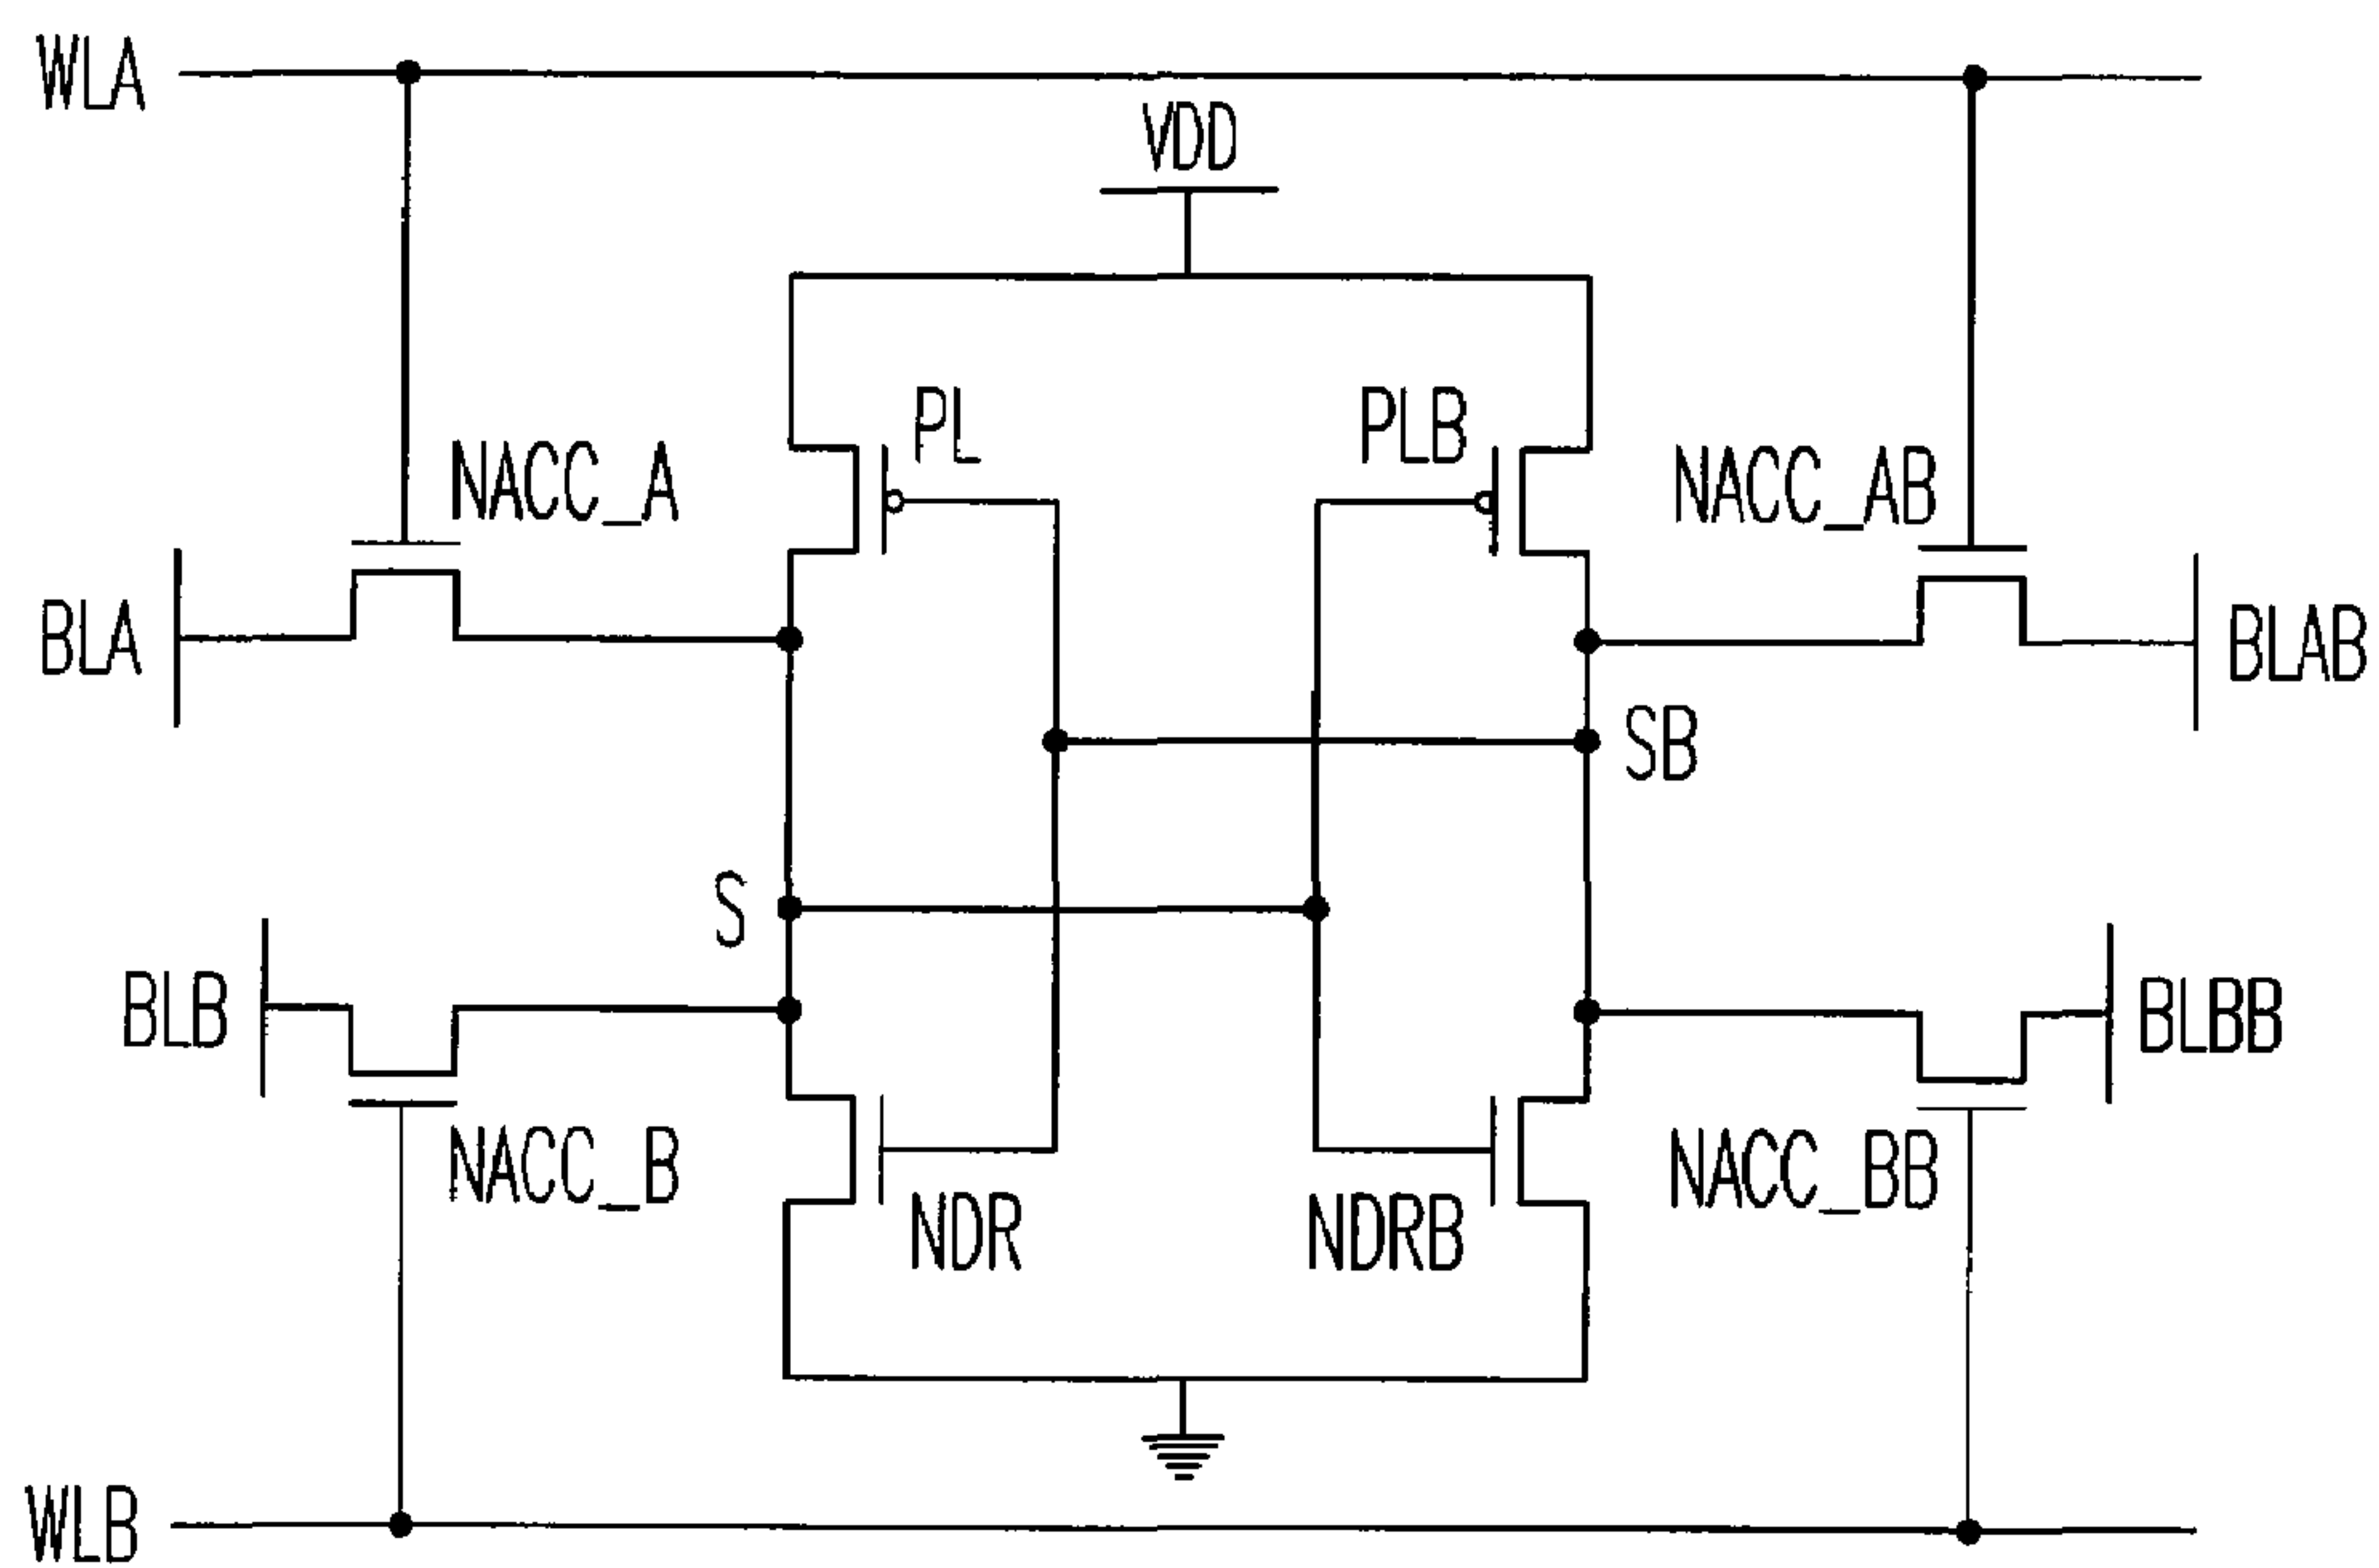 WLA
VDD
PL
PLB
NACC_A
NACC_AB
BLA
BLAB
SB
S
BLB
BLBB
NACC_B
NACC_BB
NDR
NDRB
WLB